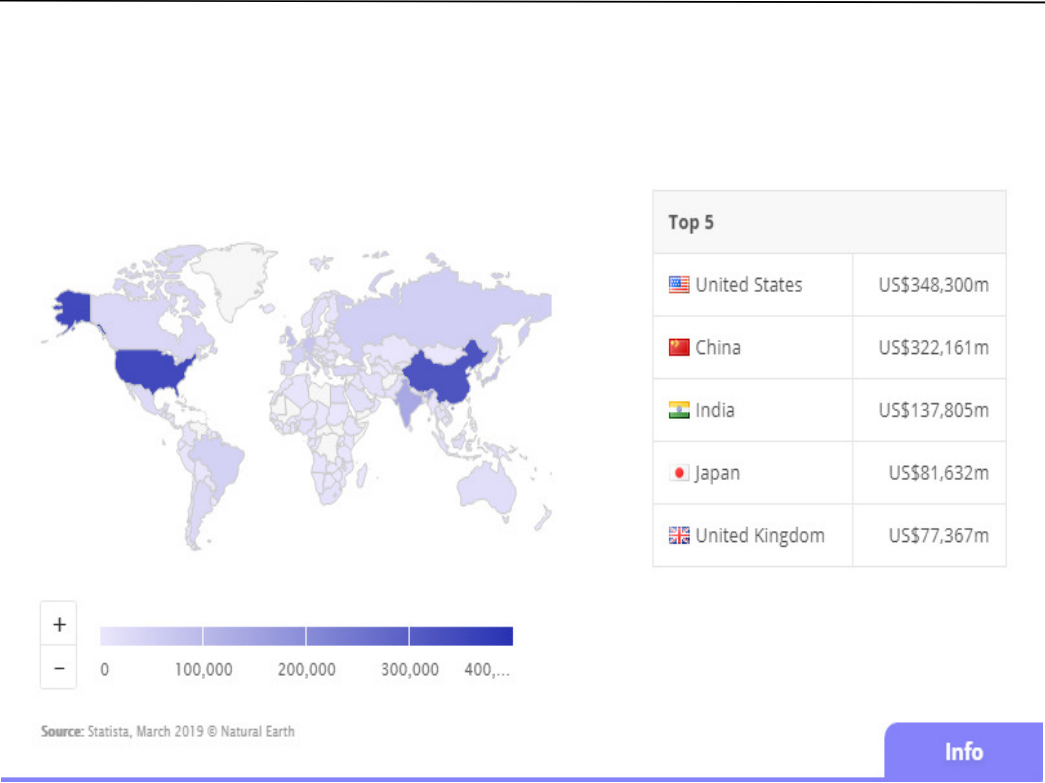 Top 5
United States US$348,300m
China US$322,161m
India US$137,805m
Japan US$81,632m
United Kingdom US$77,367m
+
−
0 100,000 200,000 300,000 400,...
Source: Statista, March 2019 © Natural Earth
Info